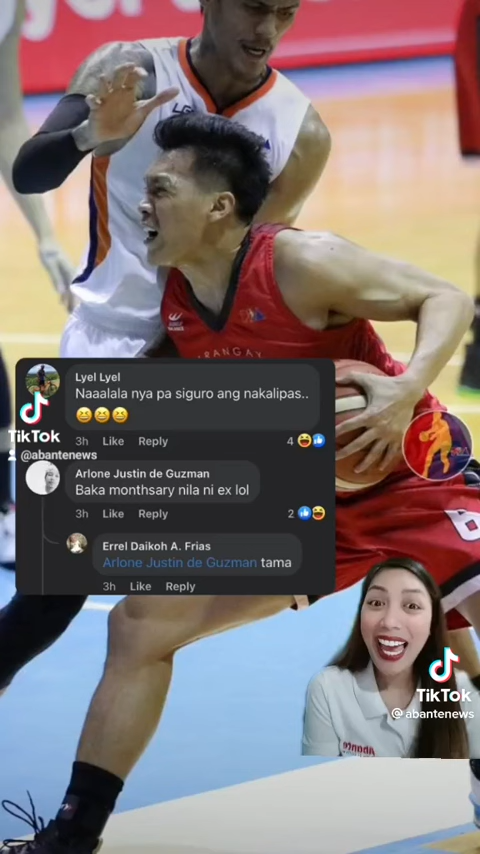 Lyel Lyel
Naaalala nya pa siguro ang nakalipas..
3h Like Reply 4
TikTok
@abantenews
Arlone Justin de Guzman
Baka monthsary nila ni ex lol
3h Like Reply 2
Errel Daikoh A. Frias
Arlone Justin de Guzman tama
3h Like Reply
BARANGAY
6
TikTok
@abantenews